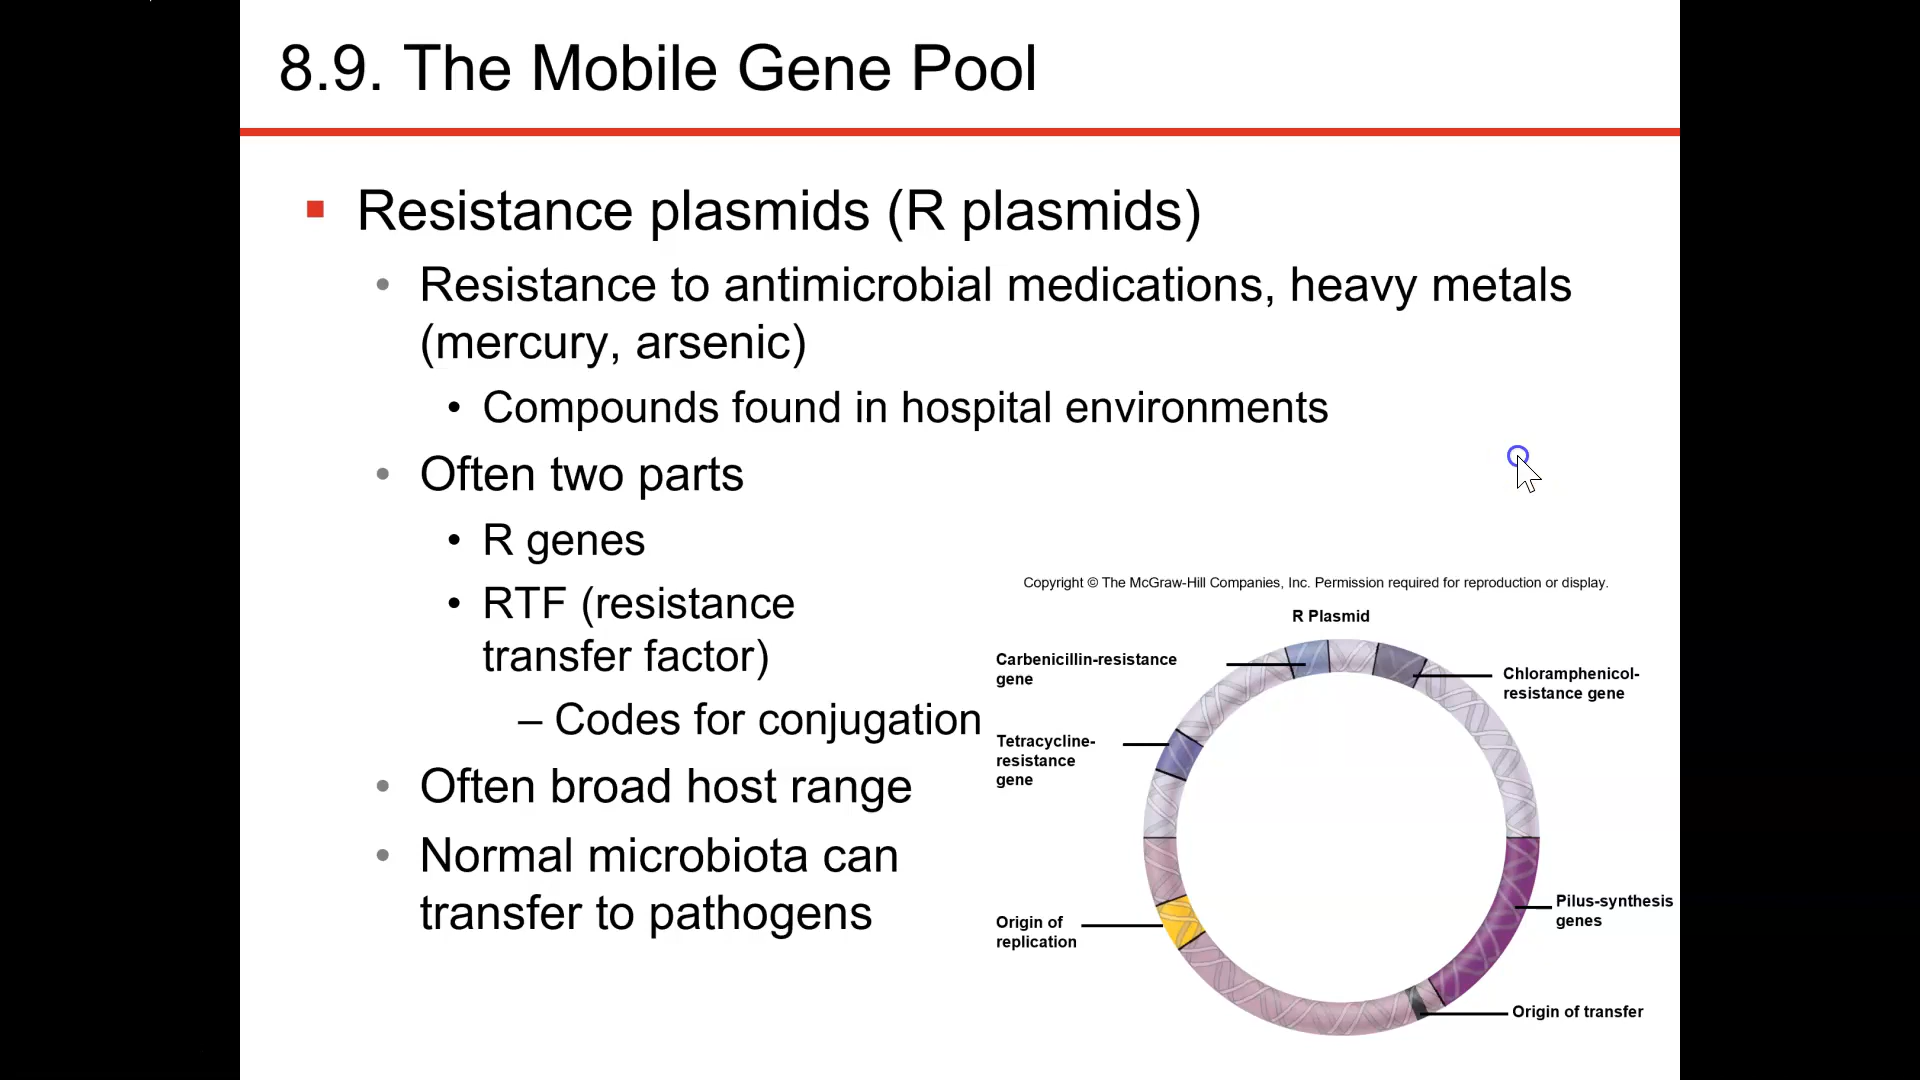 8.9. The Mobile Gene Pool
Resistance plasmids (R plasmids)
Resistance to antimicrobial medications, heavy metals
(mercury, arsenic)
• Compounds found in hospital environments
Often two parts
• R genes
• RTF (resistance
transfer factor)
– Codes for conjugation
Often broad host range
Normal microbiota can
transfer to pathogens
Copyright © The McGraw-Hill Companies, Inc. Permission required for reproduction or display.
R Plasmid
Carbenicillin-resistance
gene
Chloramphenicol-
resistance gene
Tetracycline-
resistance
gene
Pilus-synthesis
genes
Origin of
replication
Origin of transfer